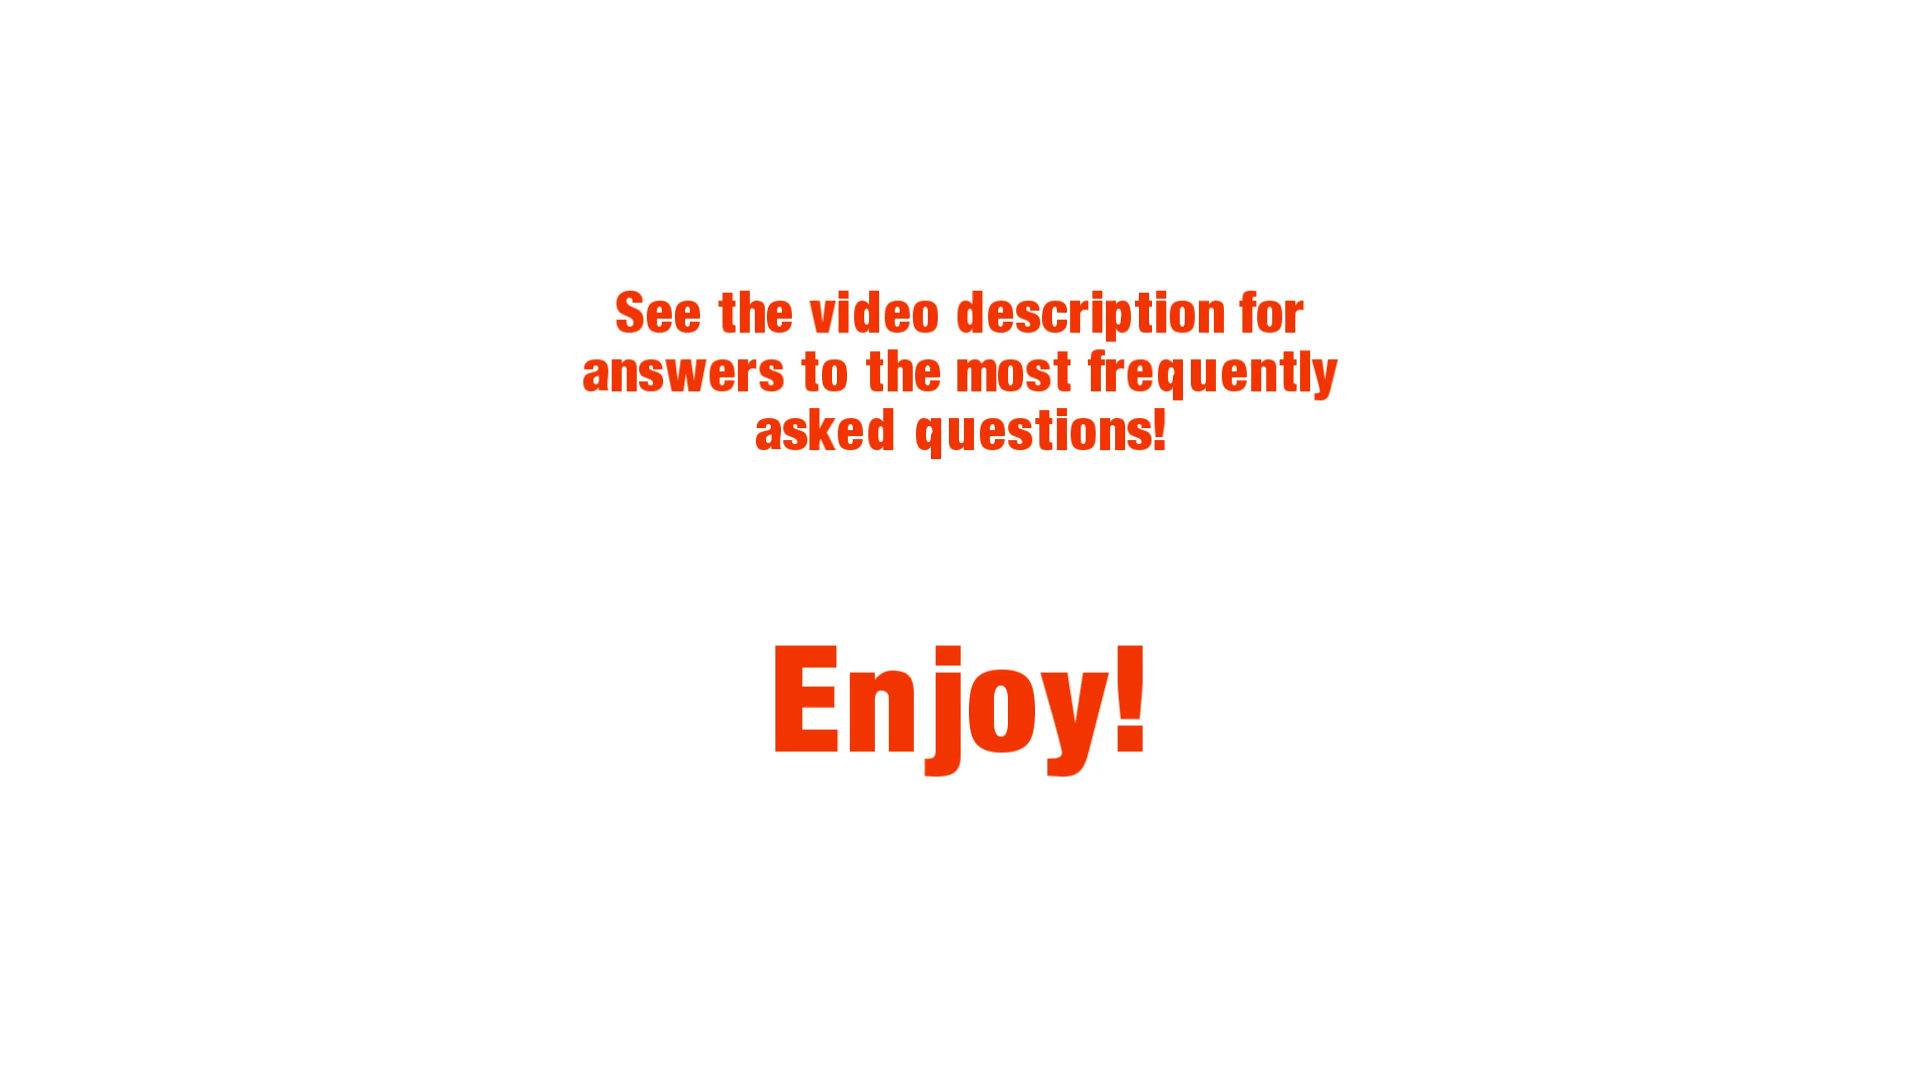 See the video description for
answers to the most frequently
asked questions!
Enjoy!